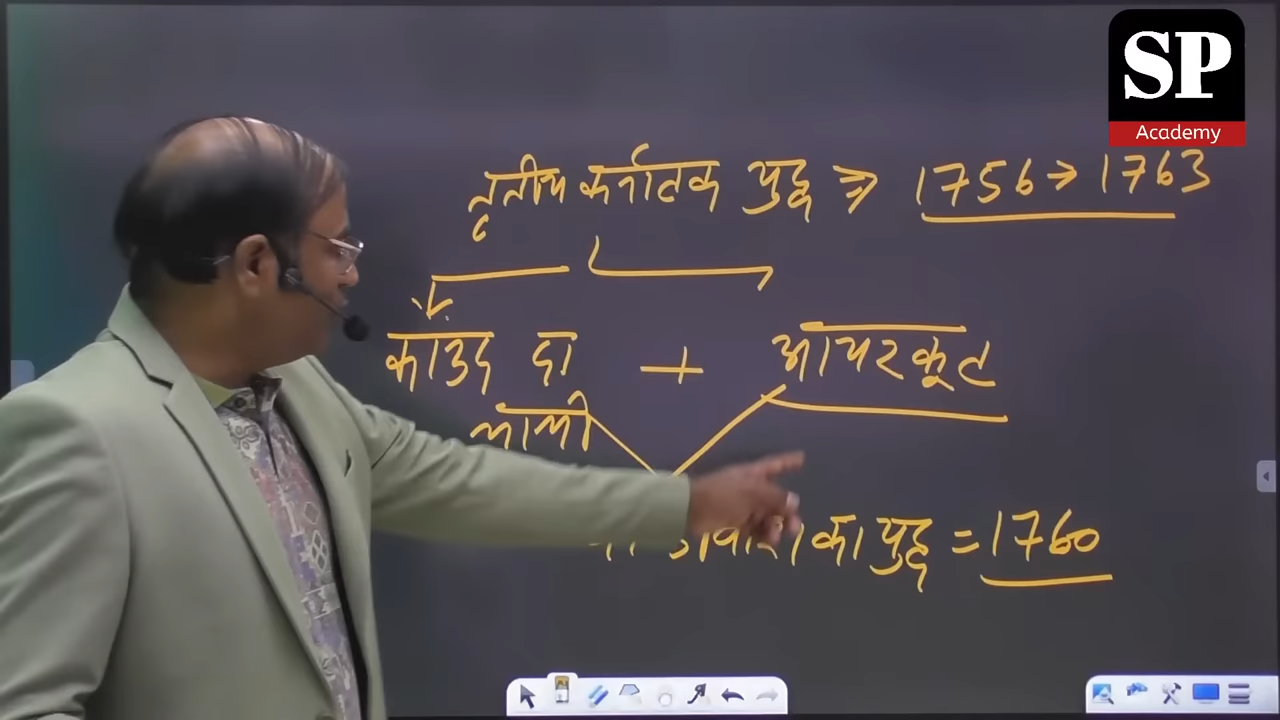 SP
Academy
तृतीय कर्नाटक युद्ध ⇒ 1756 → 1763
काउंट दा + आयरकूट
लाली
का युद्ध = 1760